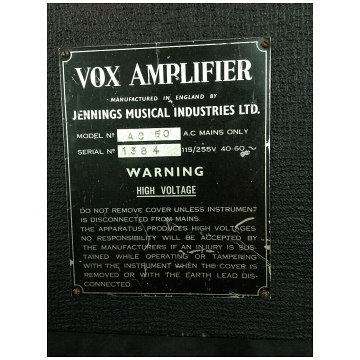 VOX AMPLIFIER
MANUFACTURED IN ENGLAND BY
JENNINGS MUSICAL INDUSTRIES LTD.
MODEL Nº AC 50 A.C MAINS ONLY
SERIAL Nº 1384 115/255V 40-60 ~
WARNING
HIGH VOLTAGE
DO NOT REMOVE COVER UNLESS INSTRUMENT
IS DISCONNECTED FROM MAINS.
THE APPARATUS PRODUCES HIGH VOLTAGES
NO RESPONSIBILITY WILL BE ACCEPTED BY
THE MANUFACTURERS IF AN INJURY IS SUS-
TAINED WHILE OPERATING OR TAMPERING
WITH THE INSTRUMENT WHEN THE COVER IS
REMOVED OR WITH THE EARTH LEAD DIS-
CONNECTED.